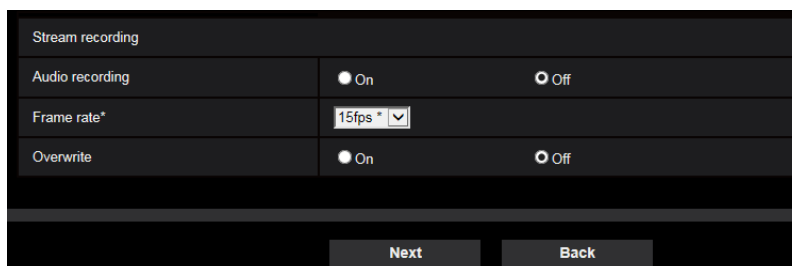 Stream recording
Audio recording On Off
Frame rate* 15fps *
Overwrite On Off
Next Back